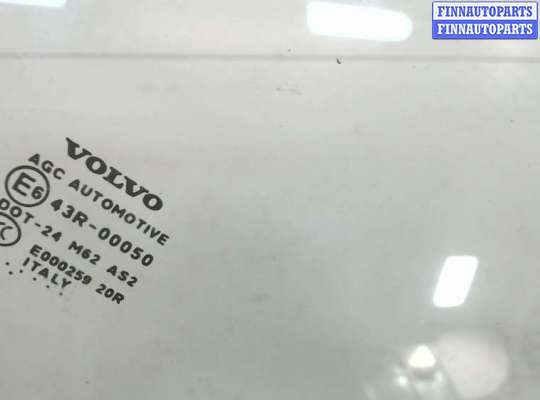 FINNAUTOPARTS
FINNAUTOPARTS
VOLVO
AGC AUTOMOTIVE
E6 43R-00050
DOT-24 M62 AS2
E000259 20R
ITALY